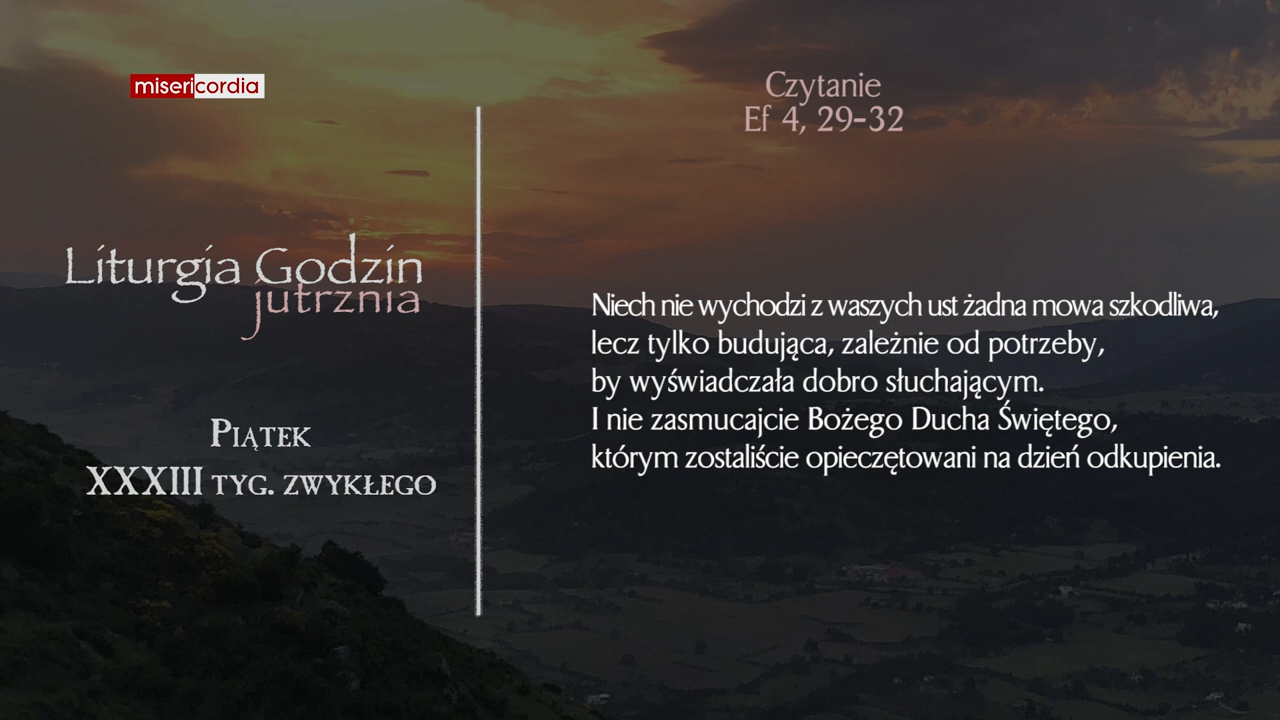 misericordia
Liturgia Godzin
jutrznia
Piątek
XXXIII tyg. zwykłego
Czytanie
Ef 4, 29-32
Niech nie wychodzi z waszych ust żadna mowa szkodliwa,
lecz tylko budująca, zależnie od potrzeby,
by wyświadczała dobro słuchającym.
I nie zasmucajcie Bożego Ducha Świętego,
którym zostaliście opieczętowani na dzień odkupienia.